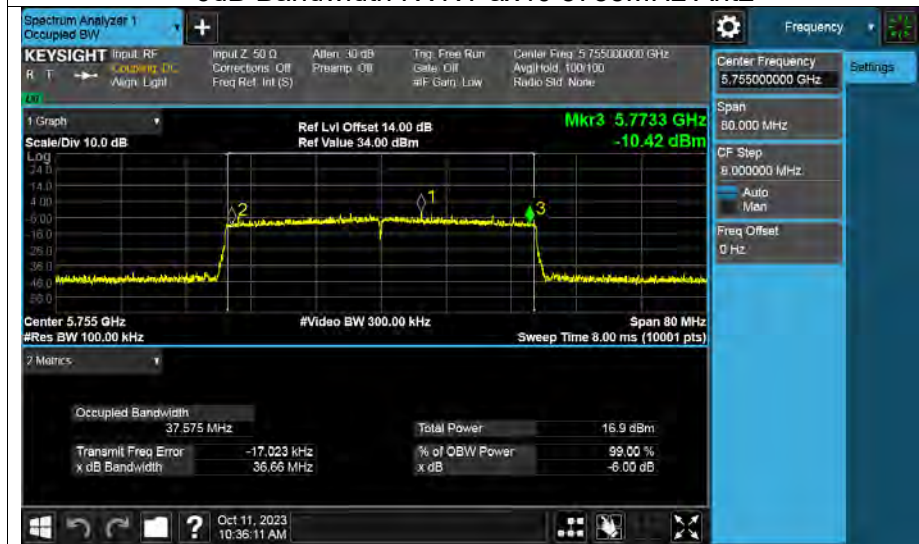 Spectrum Analyzer 1
Occupied BW
Frequency
KEYSIGHT Input: RF
R T
Coupling: DC
Align: Light
Input Z: 50 Ω
Corrections: Off
Freq Ref: Int (S)
Atten: 30 dB
Preamp: Off
Trig: Free Run
Gate: Off
#IF Gain: Low
Center Freq: 5.755000000 GHz
Avg|Hold: 100/100
Radio Std: None
Center Frequency
5.755000000 GHz
Settings
Span
80.000 MHz
CF Step
8.000000 MHz
Auto
Man
Freq Offset
0 Hz
1 Graph
Scale/Div 10.0 dB
Ref Lvl Offset 14.00 dB
Ref Value 34.00 dBm
Mkr3 5.7733 GHz
-10.42 dBm
Log
24.0
14.0
4.00
-6.00
-16.0
-26.0
-36.0
-46.0
-56.0
1
2
3
Center 5.755 GHz
#Res BW 100.00 kHz
#Video BW 300.00 kHz
Span 80 MHz
Sweep Time 8.00 ms (10001 pts)
2 Metrics
Occupied Bandwidth
37.575 MHz
Transmit Freq Error -17.023 kHz
x dB Bandwidth 36.66 MHz
Total Power 16.9 dBm
% of OBW Power 99.00 %
x dB -6.00 dB
?
Oct 11, 2023
10:36:11 AM